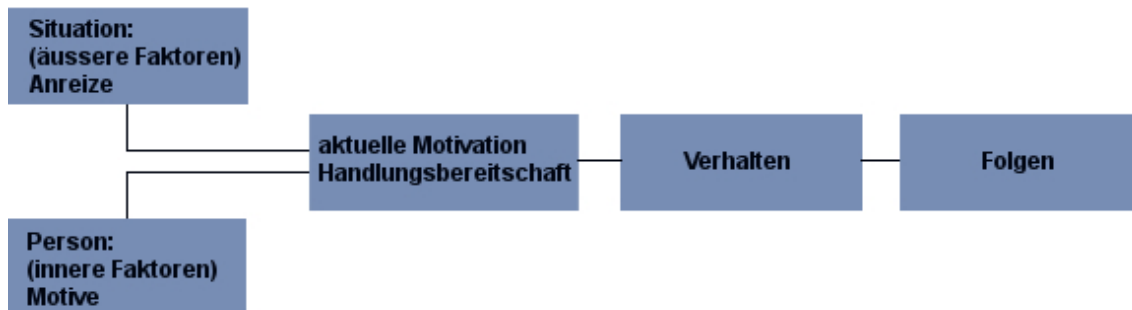 Situation:
(äussere Faktoren)
Anreize
aktuelle Motivation
Handlungsbereitschaft
Verhalten
Folgen
Person:
(innere Faktoren)
Motive